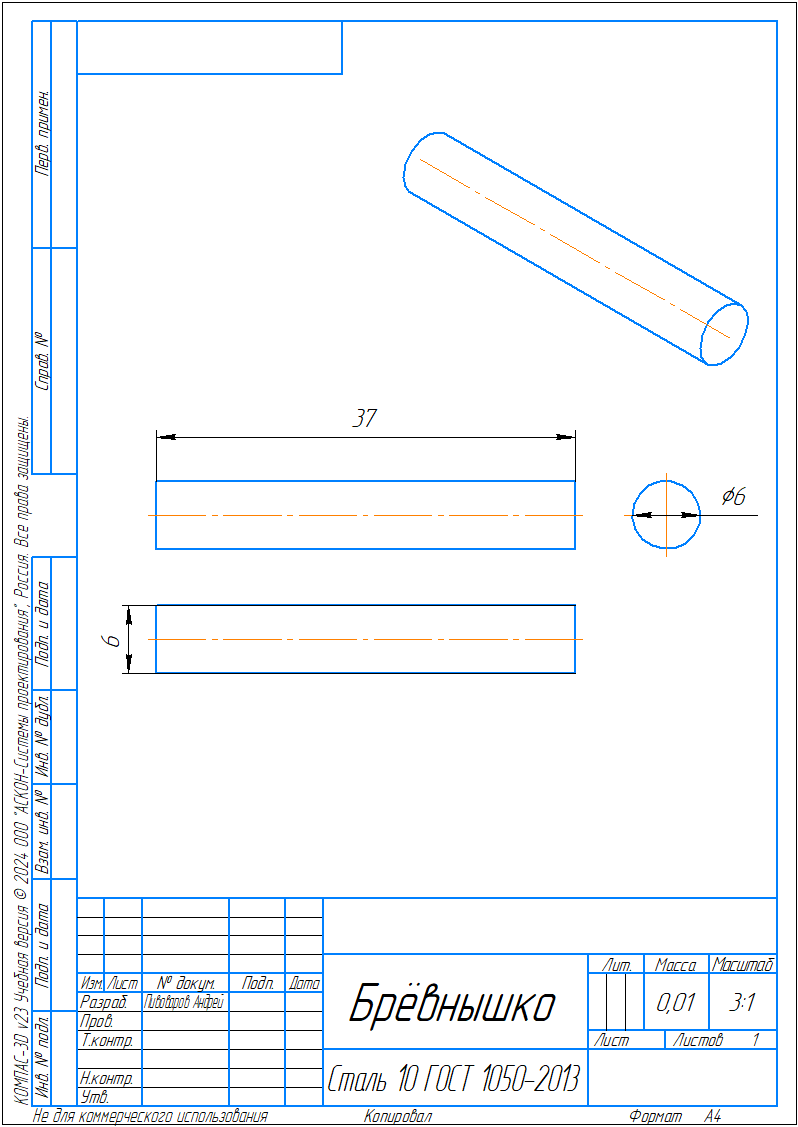 Перв. примен.
Справ. №
Подп. и дата
Инв. № дубл.
Взам. инв. №
Подп. и дата
Инв. № подл.
КОМПАС-3D v23 Учебная версия © 2024 ООО "АСКОН-Системы проектирования", Россия. Все права защищены.
37
⌀6
6
Изм. Лист № докум. Подп. Дата
Разраб. Пивоваров Андрей
Пров.
Т.контр.
Н.контр.
Утв.
Брёвнышко
Сталь 10 ГОСТ 1050-2013
Лит. Масса Масштаб
0,01 3:1
Лист Листов 1
Не для коммерческого использования Копировал Формат А4